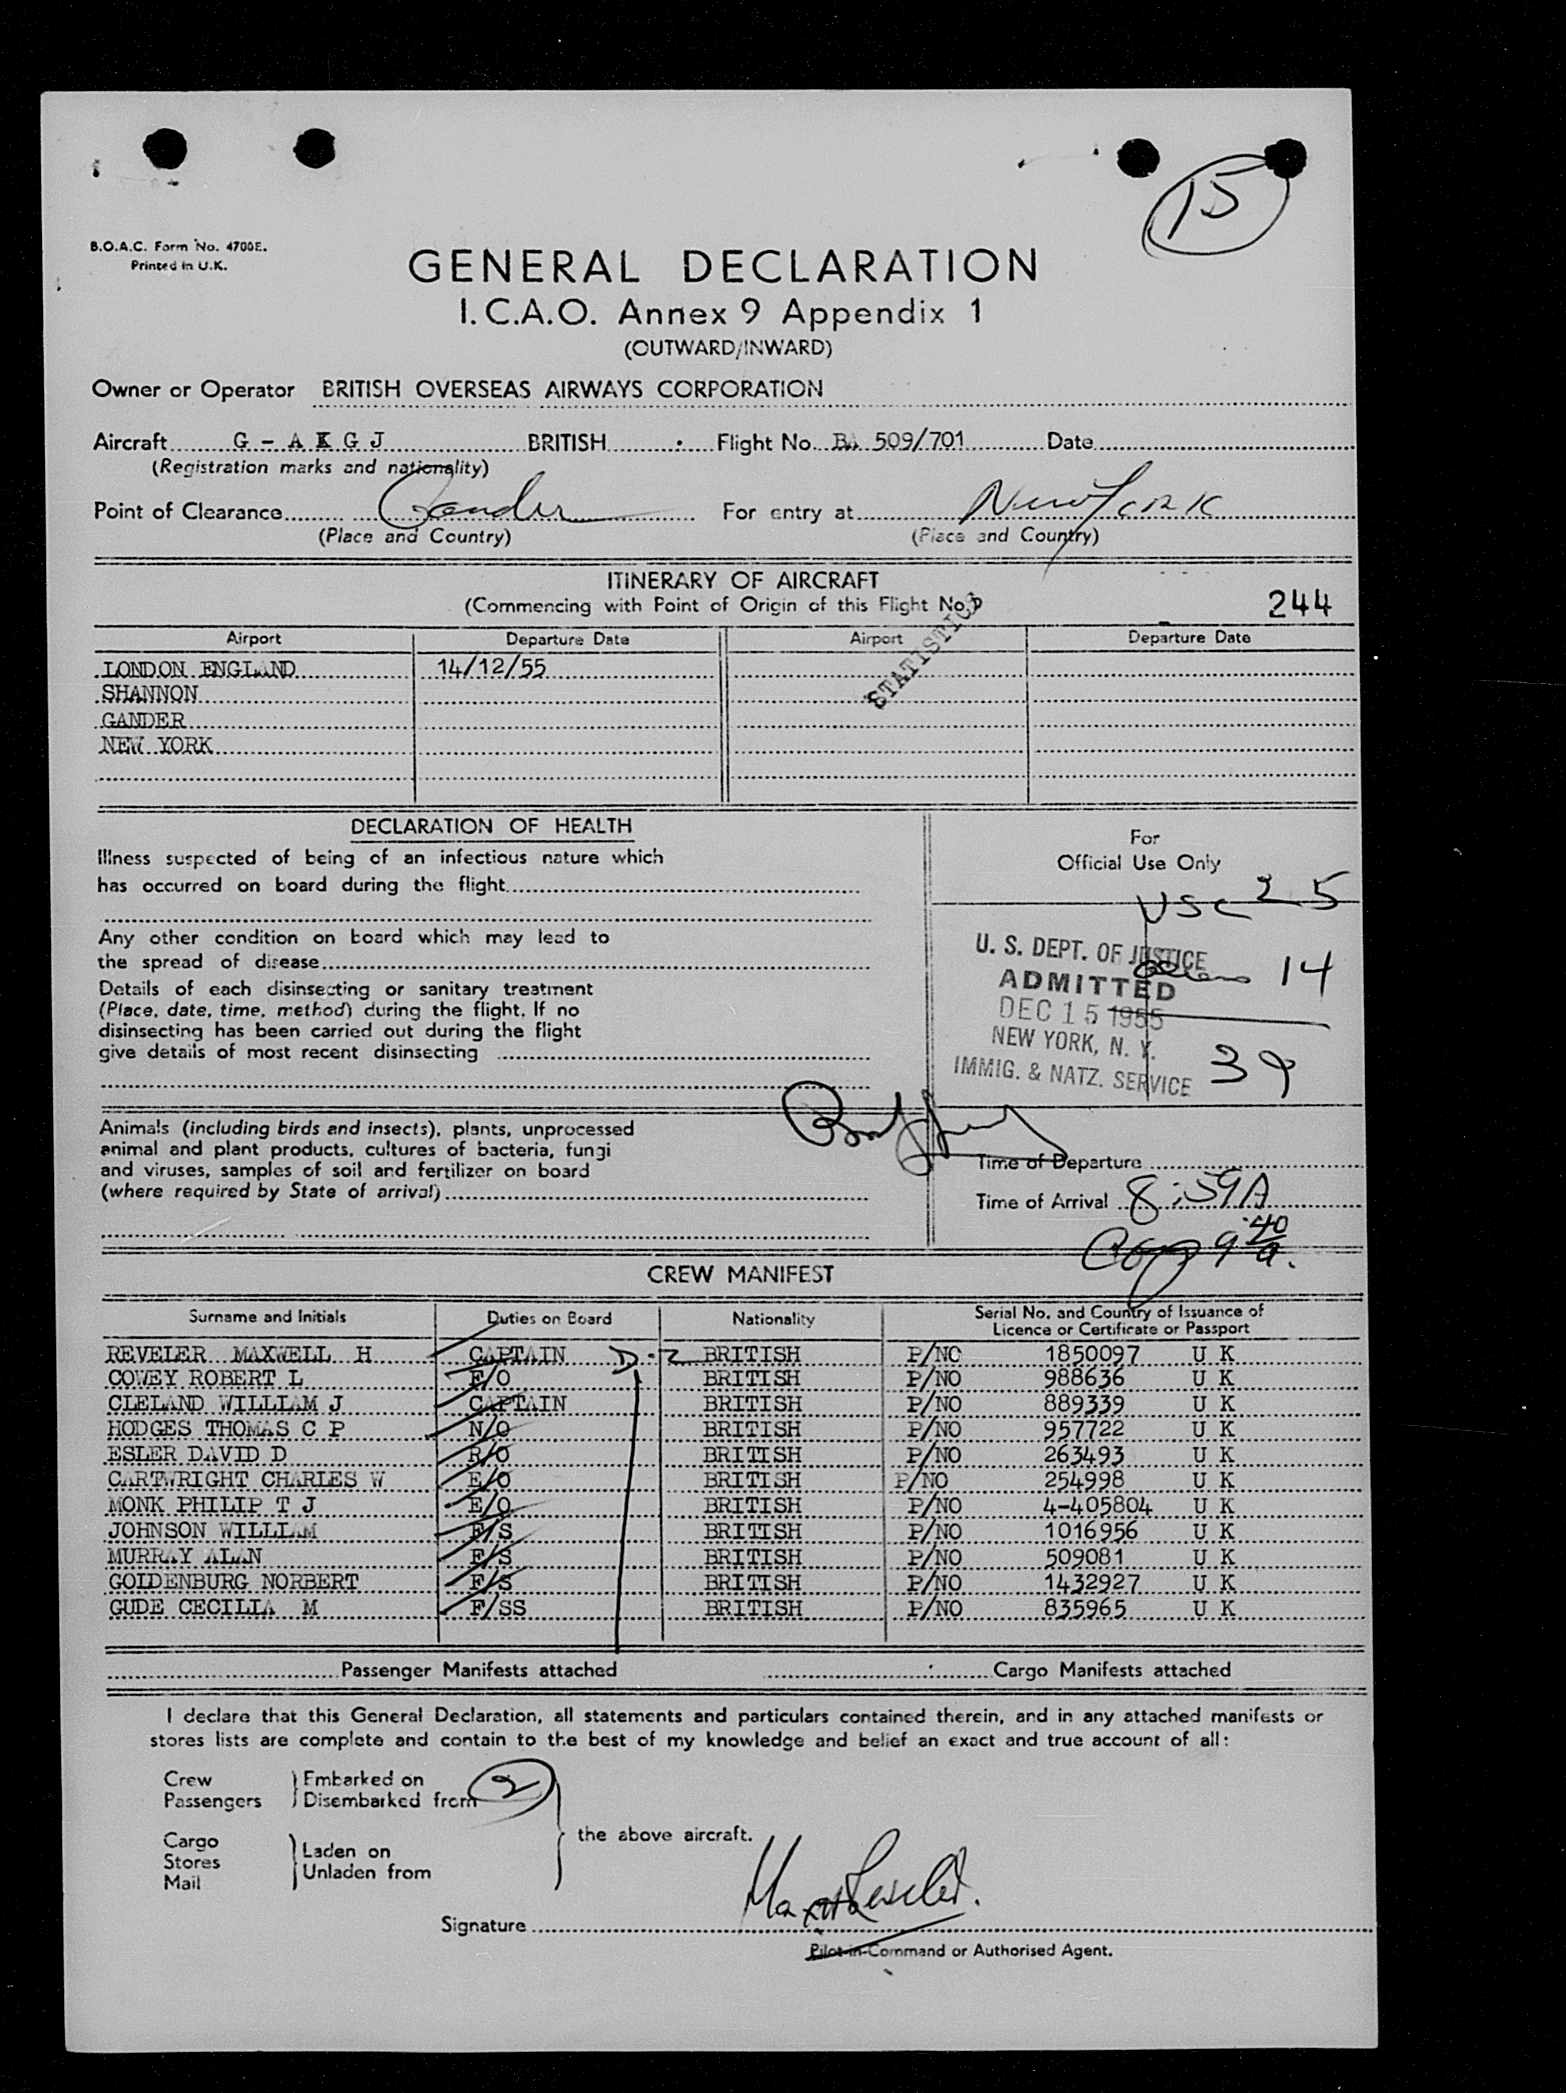 15
B.O.A.C. Form No. 4700E.
Printed in U.K.
GENERAL DECLARATION
I.C.A.O. Annex 9 Appendix 1
(OUTWARD/INWARD)
Owner or Operator BRITISH OVERSEAS AIRWAYS CORPORATION
Aircraft G - A K G J BRITISH Flight No. BA 509/701 Date
(Registration marks and nationality)
Point of Clearance Gander For entry at New York
(Place and Country) (Place and Country)
ITINERARY OF AIRCRAFT
(Commencing with Point of Origin of this Flight No.)
244
STATISTICS
Airport Departure Date Airport Departure Date
LONDON ENGLAND 14/12/55
SHANNON
GANDER
NEW YORK
DECLARATION OF HEALTH
Illness suspected of being of an infectious nature which
has occurred on board during the flight
Any other condition on board which may lead to
the spread of disease
Details of each disinsecting or sanitary treatment
(Place, date, time, method) during the flight. If no
disinsecting has been carried out during the flight
give details of most recent disinsecting
Animals (including birds and insects), plants, unprocessed
animal and plant products, cultures of bacteria, fungi
and viruses, samples of soil and fertilizer on board
(where required by State of arrival)
For
Official Use Only
USC 25
Aliens 14
39
U. S. DEPT. OF JUSTICE
ADMITTED
DEC 15 1955
NEW YORK, N. Y.
IMMIG. & NATZ. SERVICE
Time of Departure
Time of Arrival 8:59A
9 40 a.
CREW MANIFEST
Surname and Initials Duties on Board Nationality Serial No. and Country of Issuance of
Licence or Certificate or Passport
REVELER MAXWELL H CAPTAIN D-2 BRITISH P/NO 1850097 U K
COWEY ROBERT L F/O BRITISH P/NO 988636 U K
CLELAND WILLIAM J CAPTAIN BRITISH P/NO 889339 U K
HODGES THOMAS C P N/O BRITISH P/NO 957722 U K
ESLER DAVID D R/O BRITISH P/NO 263493 U K
CARTWRIGHT CHARLES W E/O BRITISH P/NO 254998 U K
MONK PHILIP T J E/O BRITISH P/NO 4-405804 U K
JOHNSON WILLIAM F/S BRITISH P/NO 1016956 U K
MURRAY ALAN F/S BRITISH P/NO 509081 U K
GOLDENBURG NORBERT F/S BRITISH P/NO 1432927 U K
GUDE CECILIA M F/SS BRITISH P/NO 835965 U K
Passenger Manifests attached Cargo Manifests attached
I declare that this General Declaration, all statements and particulars contained therein, and in any attached manifests or
stores lists are complete and contain to the best of my knowledge and belief an exact and true account of all:
Crew Embarked on
Passengers Disembarked from 2
the above aircraft.
Cargo Laden on
Stores Unladen from
Mail
Signature
Pilot-in-Command or Authorised Agent.